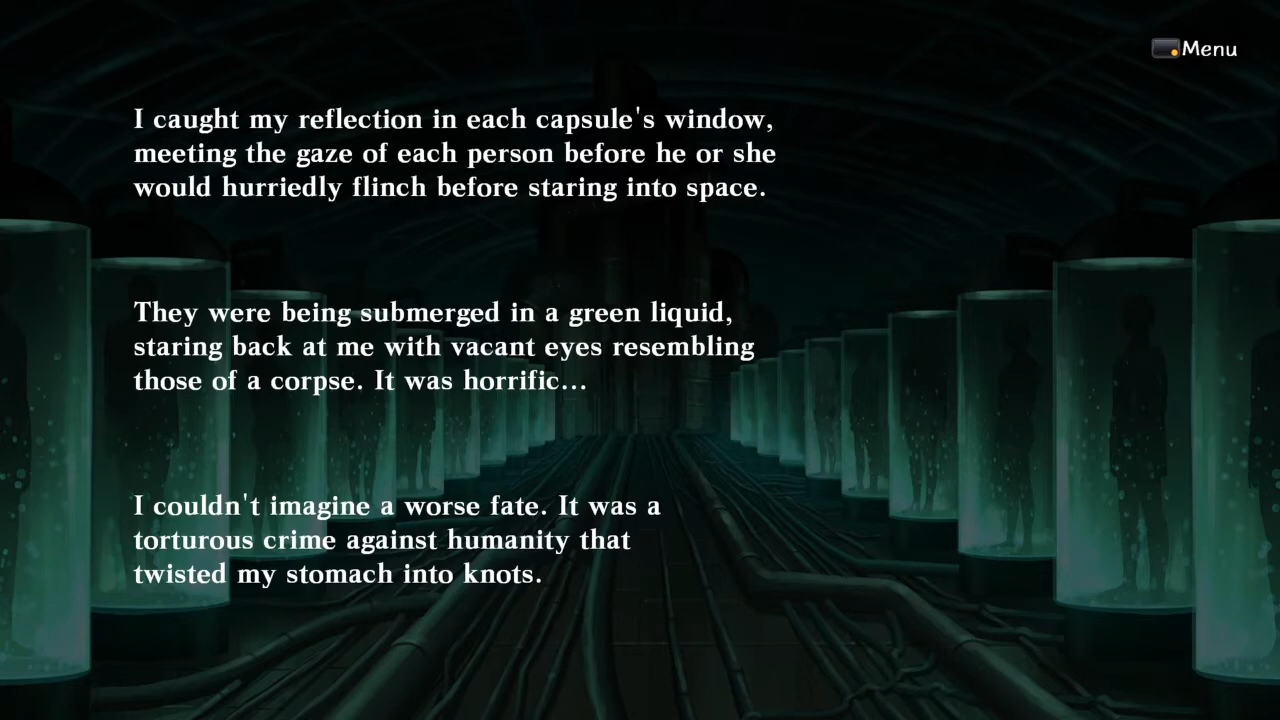 Menu
I caught my reflection in each capsule's window,
meeting the gaze of each person before he or she
would hurriedly flinch before staring into space.
They were being submerged in a green liquid,
staring back at me with vacant eyes resembling
those of a corpse. It was horrific...
I couldn't imagine a worse fate. It was a
torturous crime against humanity that
twisted my stomach into knots.